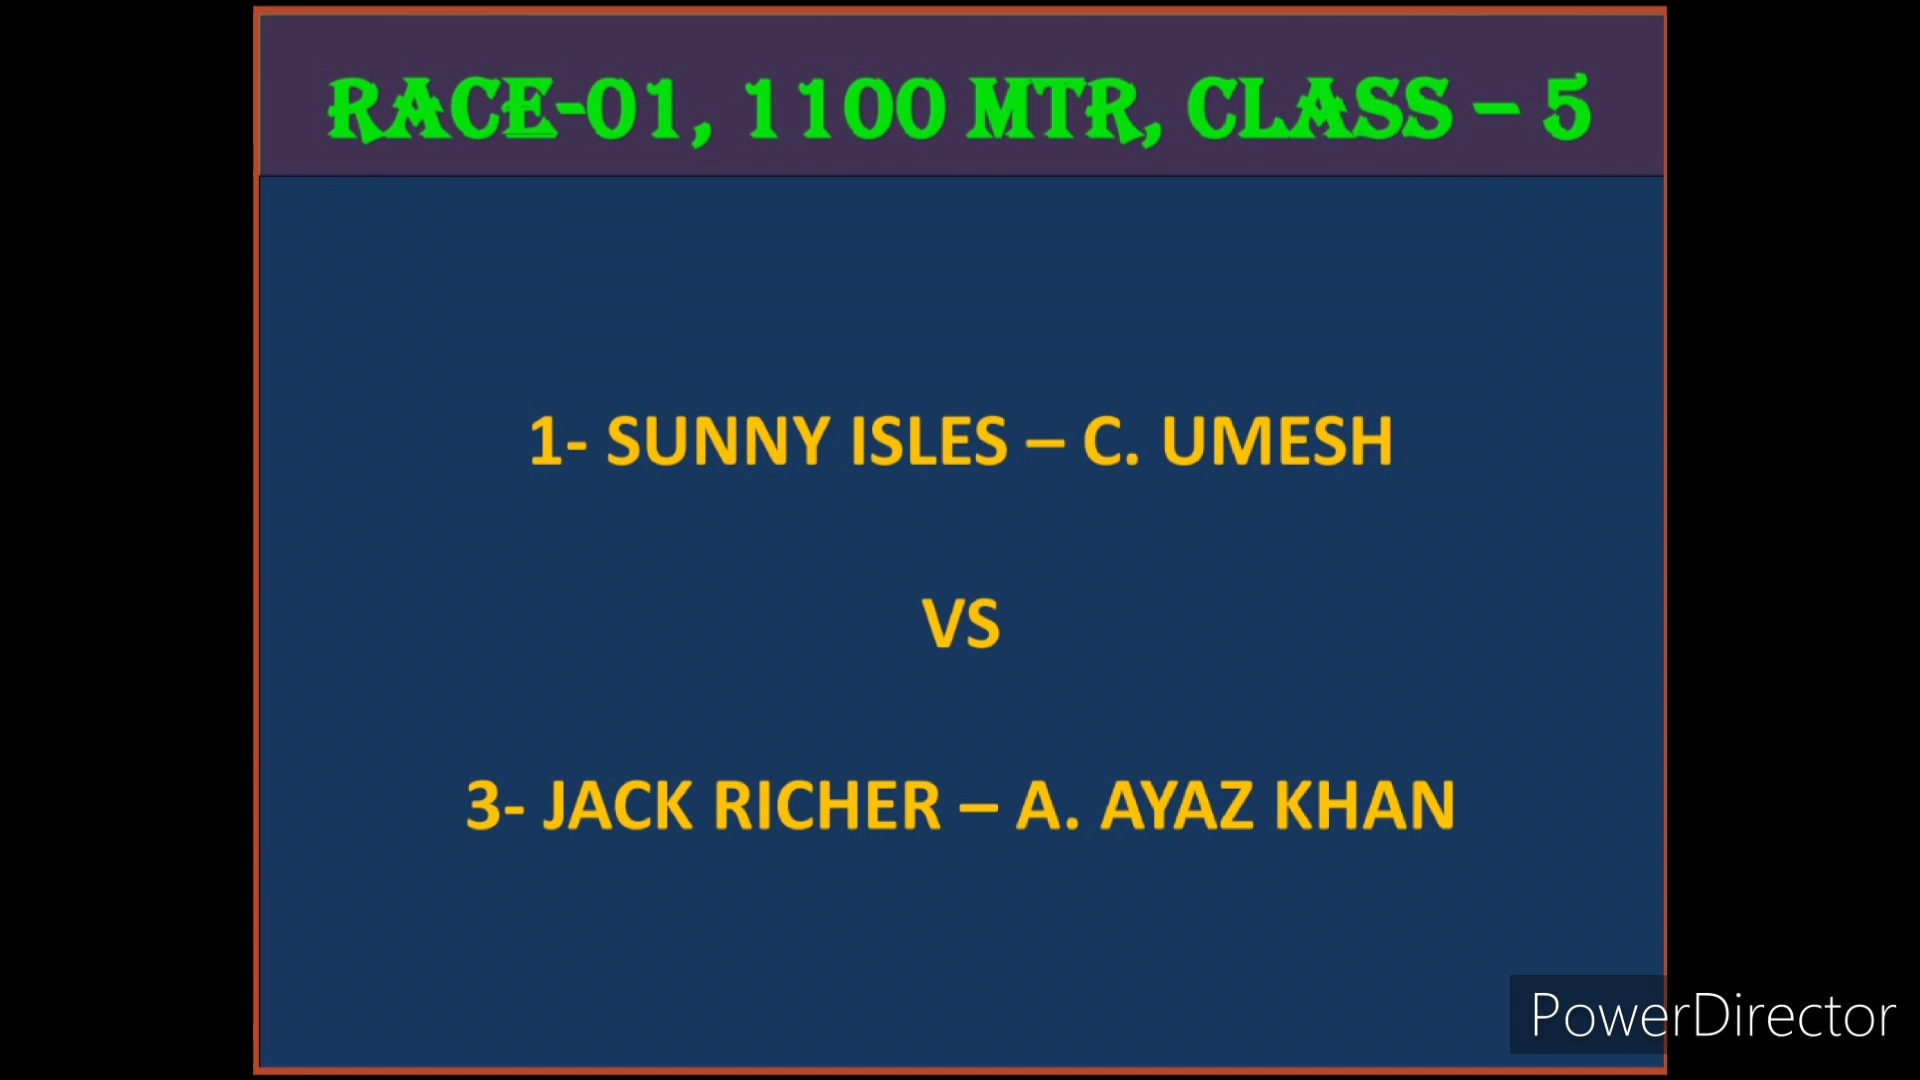 RACE-01, 1100 MTR, CLASS – 5
1- SUNNY ISLES – C. UMESH
VS
3- JACK RICHER – A. AYAZ KHAN
PowerDirector